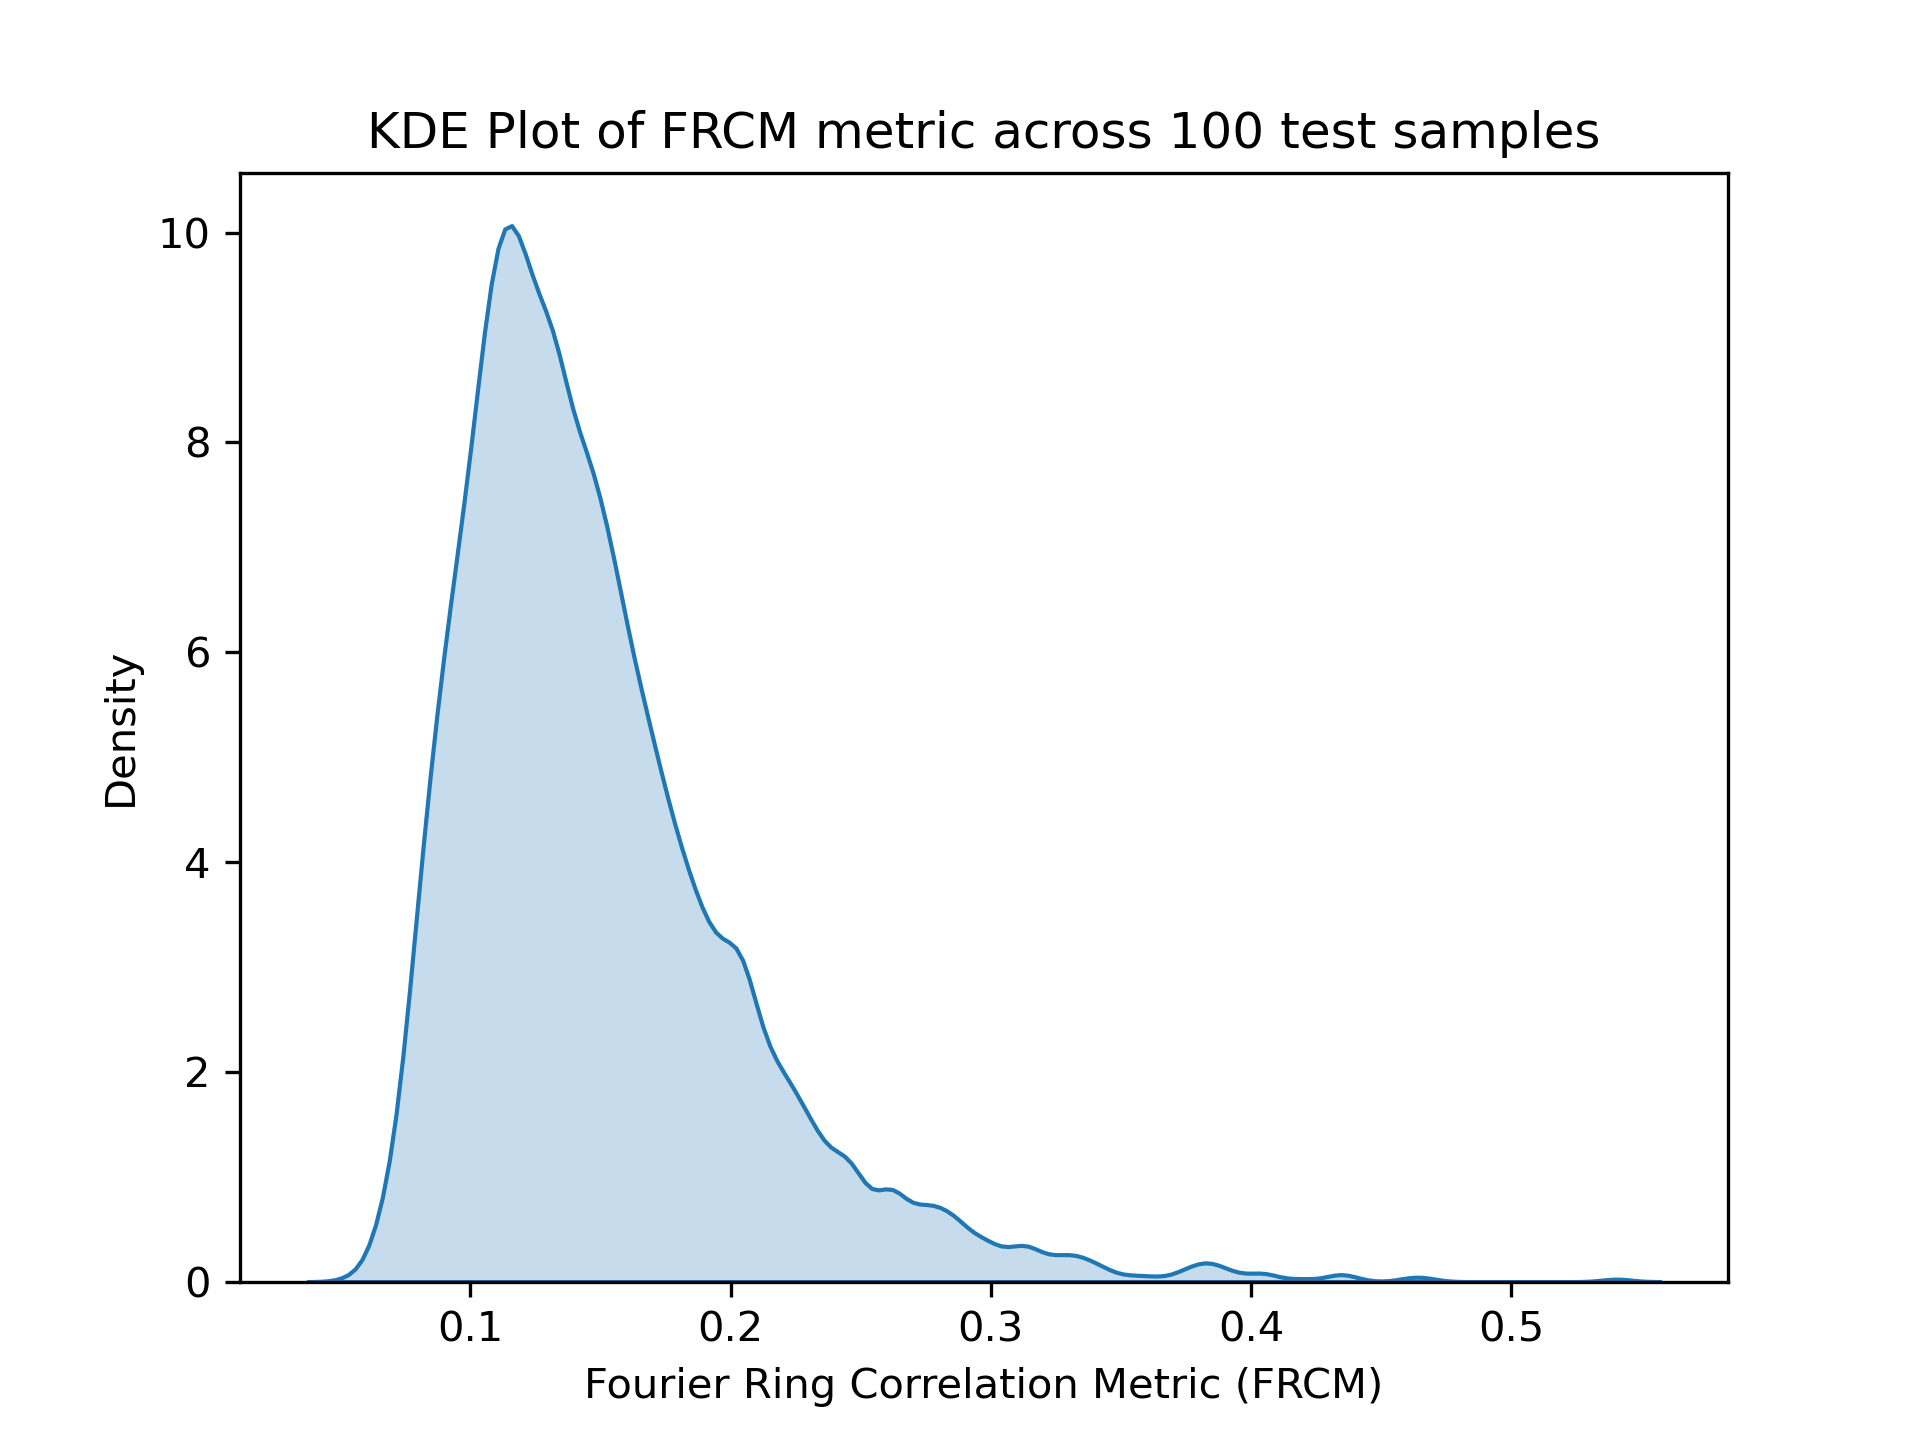 KDE Plot of FRCM metric across 100 test samples
10
8
6
4
2
0
Density
0.1 0.2 0.3 0.4 0.5
Fourier Ring Correlation Metric (FRCM)